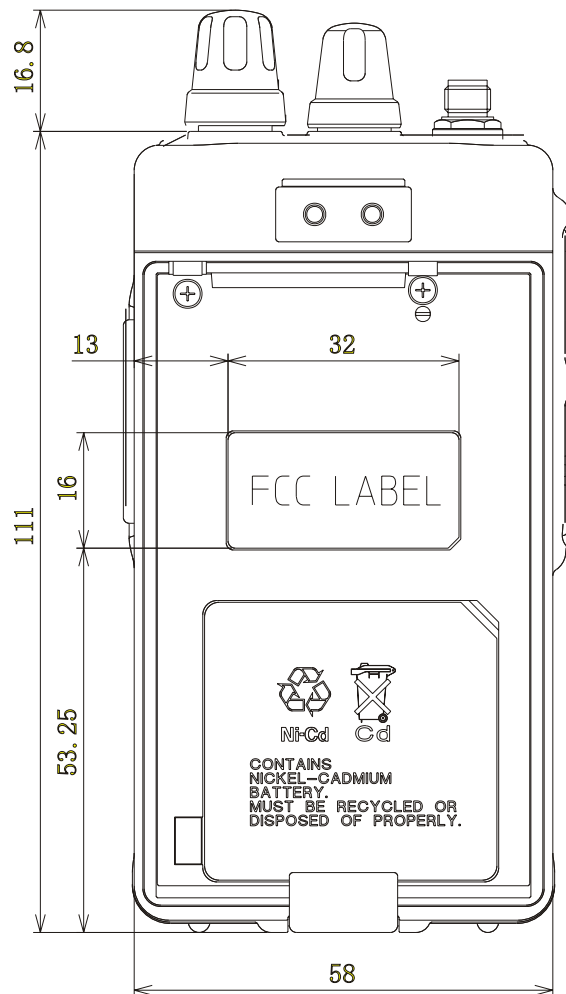 16.8
13
32
16
FCC LABEL
111
53.25
Ni-Cd
Cd
CONTAINS
NICKEL-CADMIUM
BATTERY.
MUST BE RECYCLED OR
DISPOSED OF PROPERLY.
58